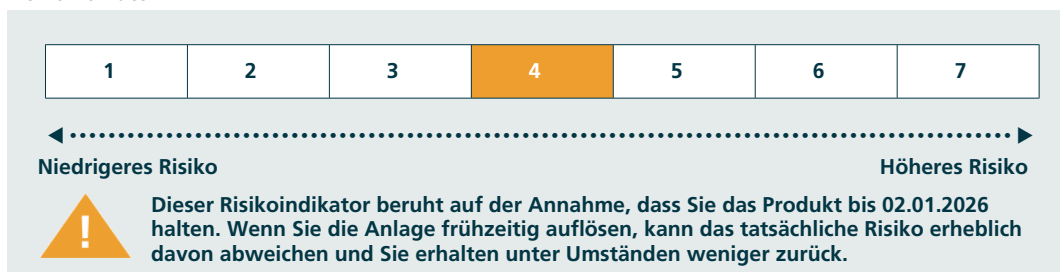 1 2 3 4 5 6 7
Niedrigeres Risiko Höheres Risiko
! Dieser Risikoindikator beruht auf der Annahme, dass Sie das Produkt bis 02.01.2026
halten. Wenn Sie die Anlage frühzeitig auflösen, kann das tatsächliche Risiko erheblich
davon abweichen und Sie erhalten unter Umständen weniger zurück.